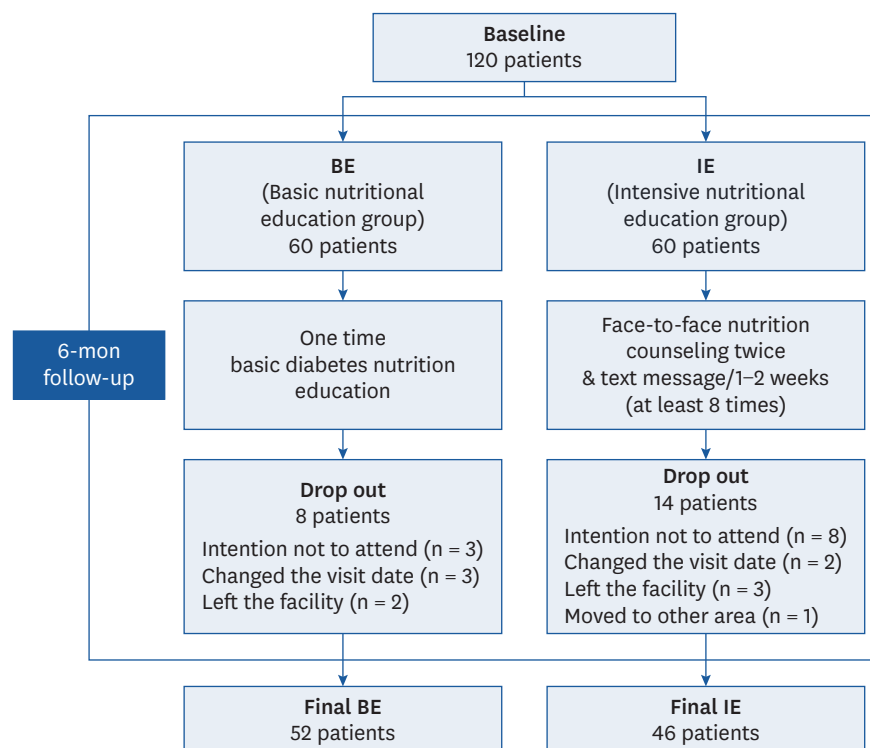 Baseline
120 patients
BE
(Basic nutritional
education group)
60 patients
IE
(Intensive nutritional
education group)
60 patients
6-mon
follow-up
One time
basic diabetes nutrition
education
Face-to-face nutrition
counseling twice
& text message/1–2 weeks
(at least 8 times)
Drop out
8 patients
Intention not to attend (n = 3)
Changed the visit date (n = 3)
Left the facility (n = 2)
Drop out
14 patients
Intention not to attend (n = 8)
Changed the visit date (n = 2)
Left the facility (n = 3)
Moved to other area (n = 1)
Final BE
52 patients
Final IE
46 patients